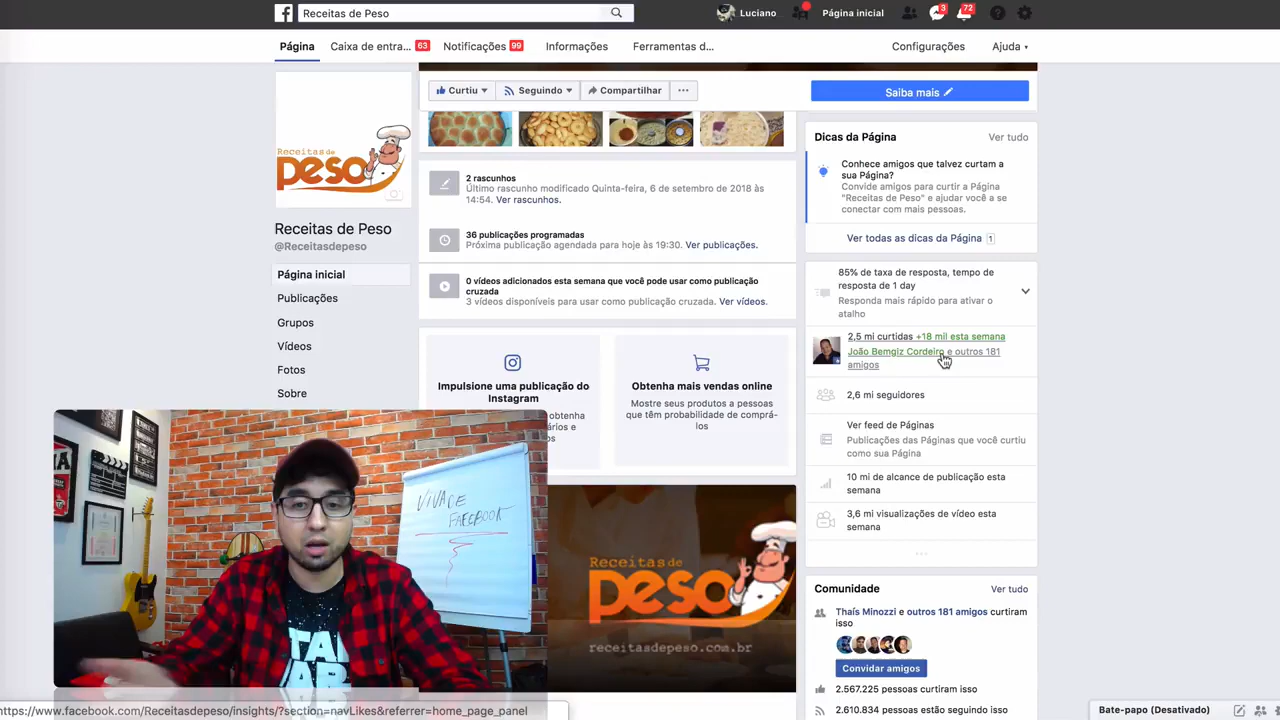 Receitas de Peso
Luciano
Página inicial
3
72
Página
Caixa de entra...
63
Notificações
99
Informações
Ferramentas d...
Configurações
Ajuda
Curtiu
Seguindo
Compartilhar
...
Saiba mais
Receitas de
peso
Receitas de Peso
@Receitasdepeso
Página inicial
Publicações
Grupos
Vídeos
Fotos
Sobre
2 rascunhos
Último rascunho modificado Quinta-feira, 6 de setembro de 2018 às
14:54. Ver rascunhos.
36 publicações programadas
Próxima publicação agendada para hoje às 19:30. Ver publicações.
0 vídeos adicionados esta semana que você pode usar como publicação
cruzada
3 vídeos disponíveis para usar como publicação cruzada. Ver vídeos.
Impulsione uma publicação do
Instagram
obtenha
ários e
os
Obtenha mais vendas online
Mostre seus produtos a pessoas
que têm probabilidade de comprá-
los
Receitas de
peso
receitasdepeso.com.br
VIVA DE
FACEBOOK
Dicas da Página
Ver tudo
Conhece amigos que talvez curtam a
sua Página?
Convide amigos para curtir a Página
"Receitas de Peso" e ajudar você a se
conectar com mais pessoas.
Ver todas as dicas da Página 1
85% de taxa de resposta, tempo de
resposta de 1 day
Responda mais rápido para ativar o
atalho
2,5 mi curtidas +18 mil esta semana
João Bemgiz Cordeiro e outros 181
amigos
2,6 mi seguidores
Ver feed de Páginas
Publicações das Páginas que você curtiu
como sua Página
10 mi de alcance de publicação esta
semana
3,6 mi visualizações de vídeo esta
semana
...
Comunidade
Ver tudo
Thaís Minozzi e outros 181 amigos curtiram
isso
Convidar amigos
2.567.225 pessoas curtiram isso
2.610.834 pessoas estão seguindo isso
Bate-papo (Desativado)
https://www.facebook.com/Receitasdepeso/insights/?section=navLikes&referrer=home_page_panel